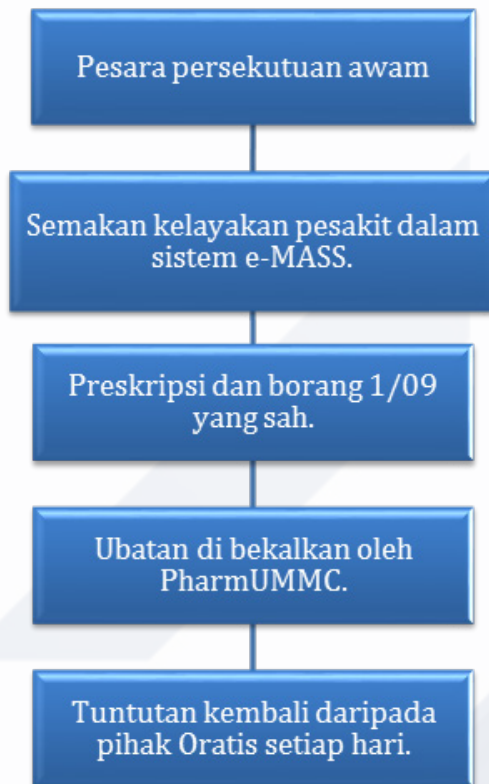 Pesara persekutuan awam
Semakan kelayakan pesakit dalam
sistem e-MASS.
Preskripsi dan borang 1/09
yang sah.
Ubatan di bekalkan oleh
PharmUMMC.
Tuntutan kembali daripada
pihak Oratis setiap hari.